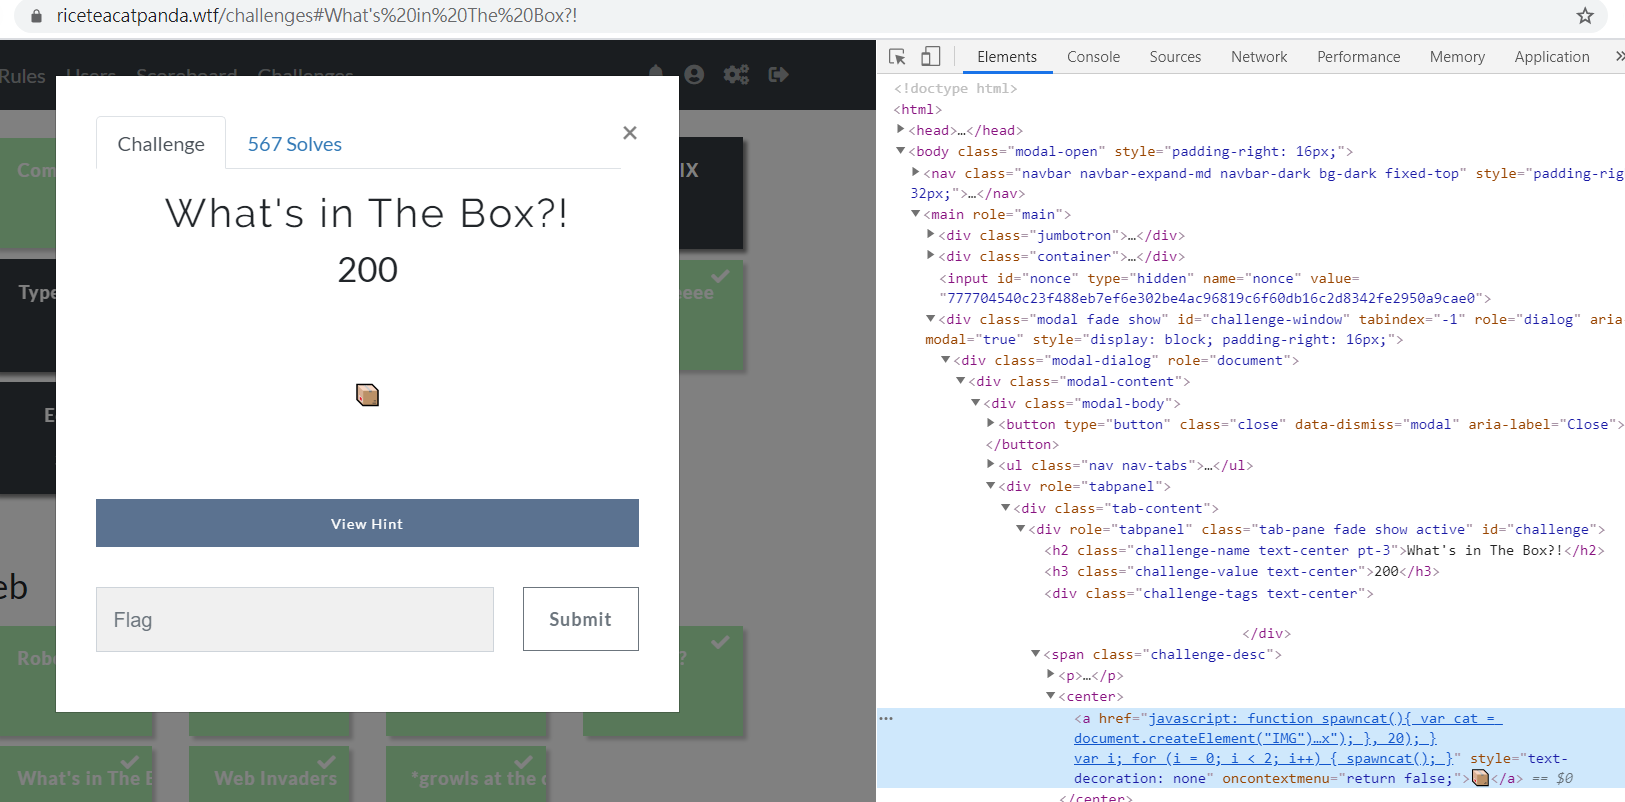 riceteacatpanda.wtf/challenges#What's%20in%20The%20Box?!
Rules Users Scoreboard Challenges
Challenge
567 Solves
×
What's in The Box?!
200
View Hint
Flag
Submit
Com
IX
Type
eeee
E
eb
Robo
?
What's in The B
Web Invaders
*growls at the c
Elements Console Sources Network Performance Memory Application »
<!doctype html>
<html>
<head>…</head>
<body class="modal-open" style="padding-right: 16px;">
<nav class="navbar navbar-expand-md navbar-dark bg-dark fixed-top" style="padding-rig
32px;">…</nav>
<main role="main">
<div class="jumbotron">…</div>
<div class="container">…</div>
<input id="nonce" type="hidden" name="nonce" value=
"777704540c23f488eb7ef6e302be4ac96819c6f60db16c2d8342fe2950a9cae0">
<div class="modal fade show" id="challenge-window" tabindex="-1" role="dialog" aria-
modal="true" style="display: block; padding-right: 16px;">
<div class="modal-dialog" role="document">
<div class="modal-content">
<div class="modal-body">
<button type="button" class="close" data-dismiss="modal" aria-label="Close">
</button>
<ul class="nav nav-tabs">…</ul>
<div role="tabpanel">
<div class="tab-content">
<div role="tabpanel" class="tab-pane fade show active" id="challenge">
<h2 class="challenge-name text-center pt-3">What's in The Box?!</h2>
<h3 class="challenge-value text-center">200</h3>
<div class="challenge-tags text-center">
</div>
<span class="challenge-desc">
<p>…</p>
<center>
<a href="javascript: function spawncat(){ var cat =
document.createElement("IMG")…x"); }, 20); }
var i; for (i = 0; i < 2; i++) { spawncat(); }" style="text-
decoration: none" oncontextmenu="return false;">📦</a> == $0
</center>